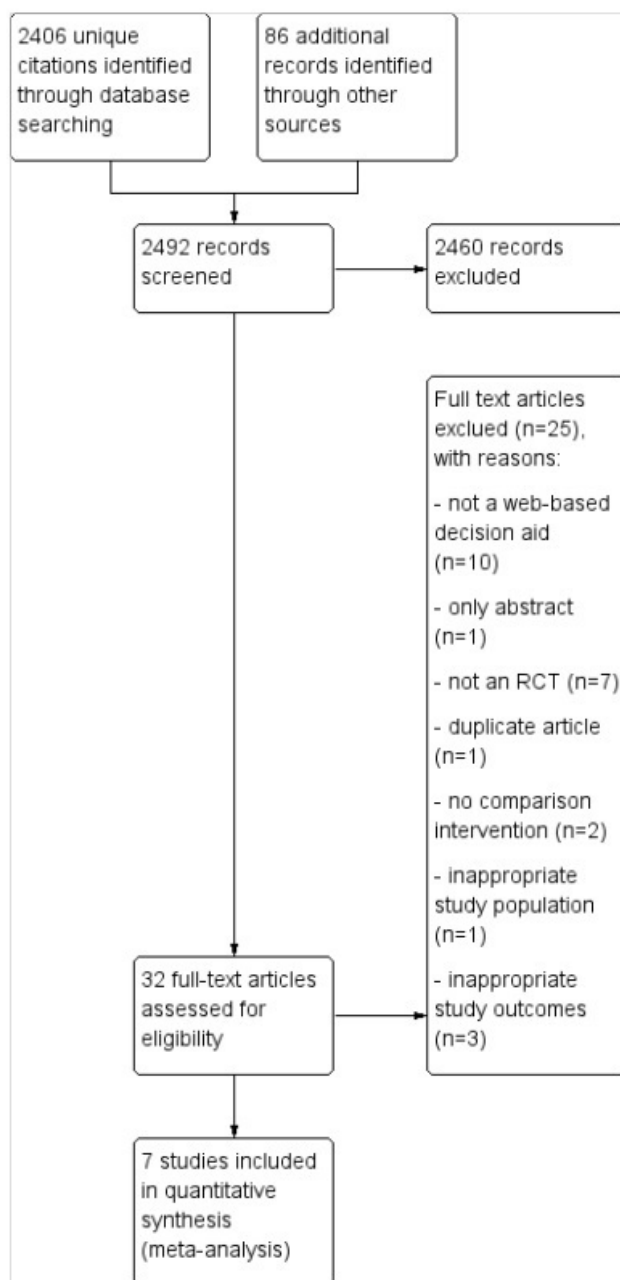 2406 unique
citations identified
through database
searching
86 additional
records identified
through other
sources
2492 records
screened
2460 records
excluded
Full text articles
exclued (n=25),
with reasons:
- not a web-based
decision aid
(n=10)
- only abstract
(n=1)
- not an RCT (n=7)
- duplicate article
(n=1)
- no comparison
intervention (n=2)
- inappropriate
study population
(n=1)
- inappropriate
study outcomes
(n=3)
32 full-text articles
assessed for
eligibility
7 studies included
in quantitative
synthesis
(meta-analysis)